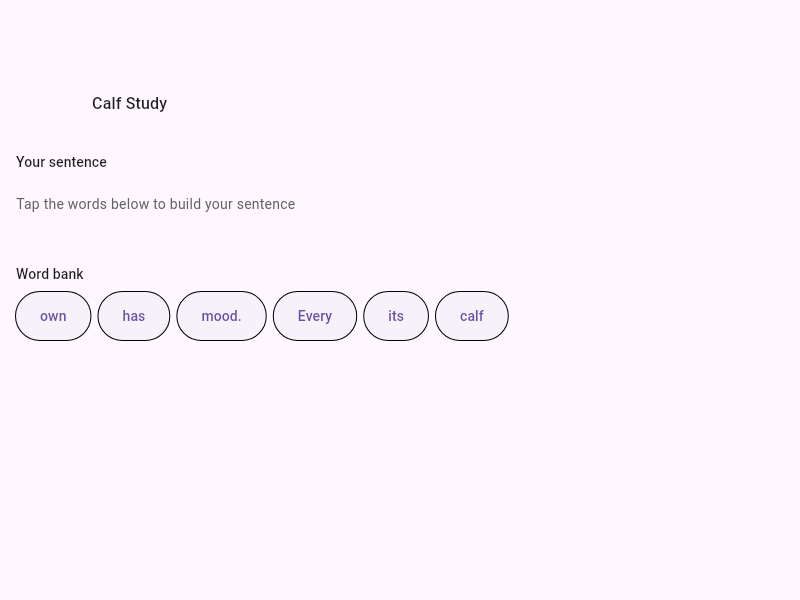 Calf Study
Your sentence
Tap the words below to build your sentence
Word bank
own has mood. Every its calf